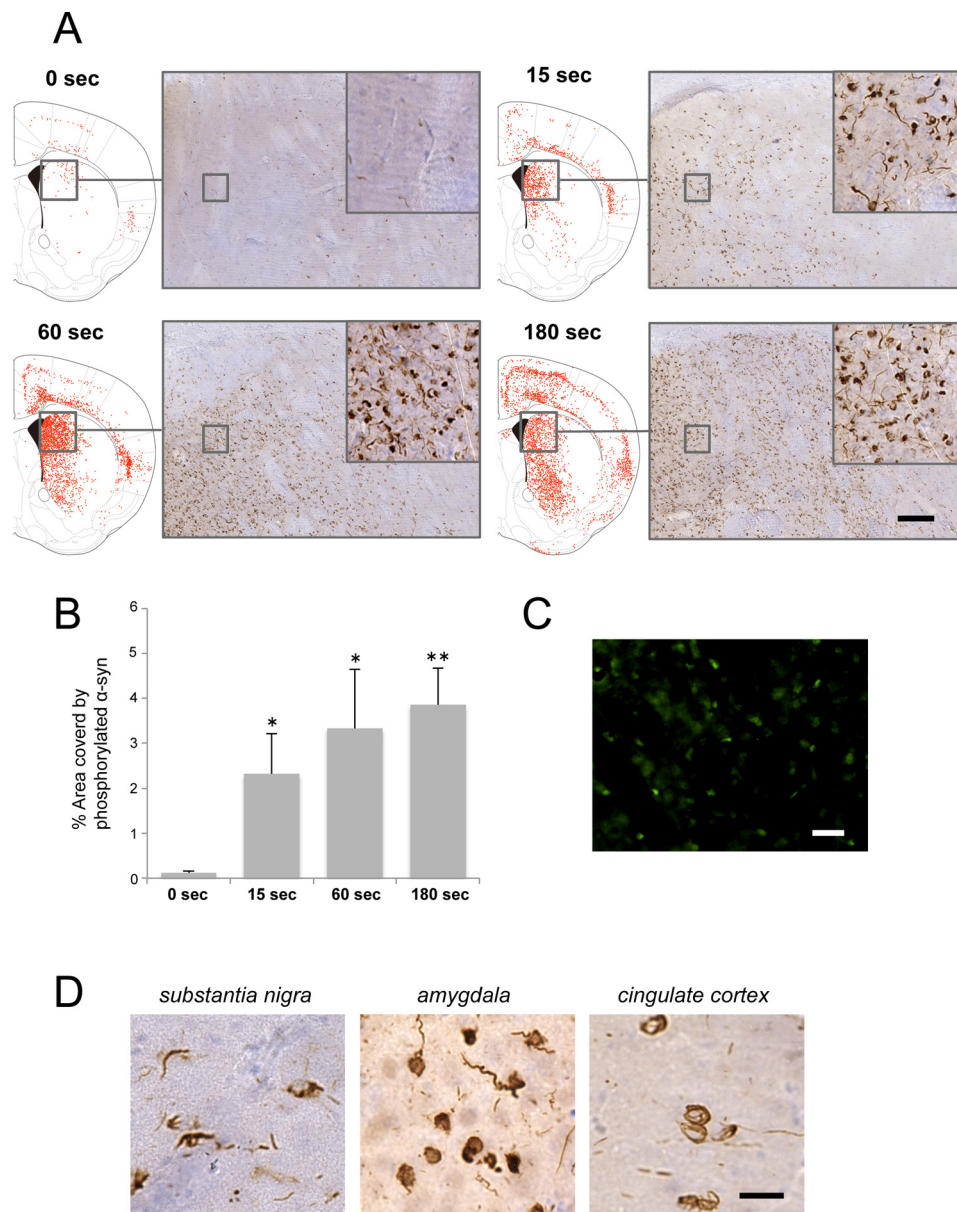 A
0 sec
15 sec
60 sec
180 sec
B
% Area coverd by
phosphorylated α-syn
6
5
4
3
2
1
0
*
*
**
0 sec
15 sec
60 sec
180 sec
C
D
substantia nigra
amygdala
cingulate cortex